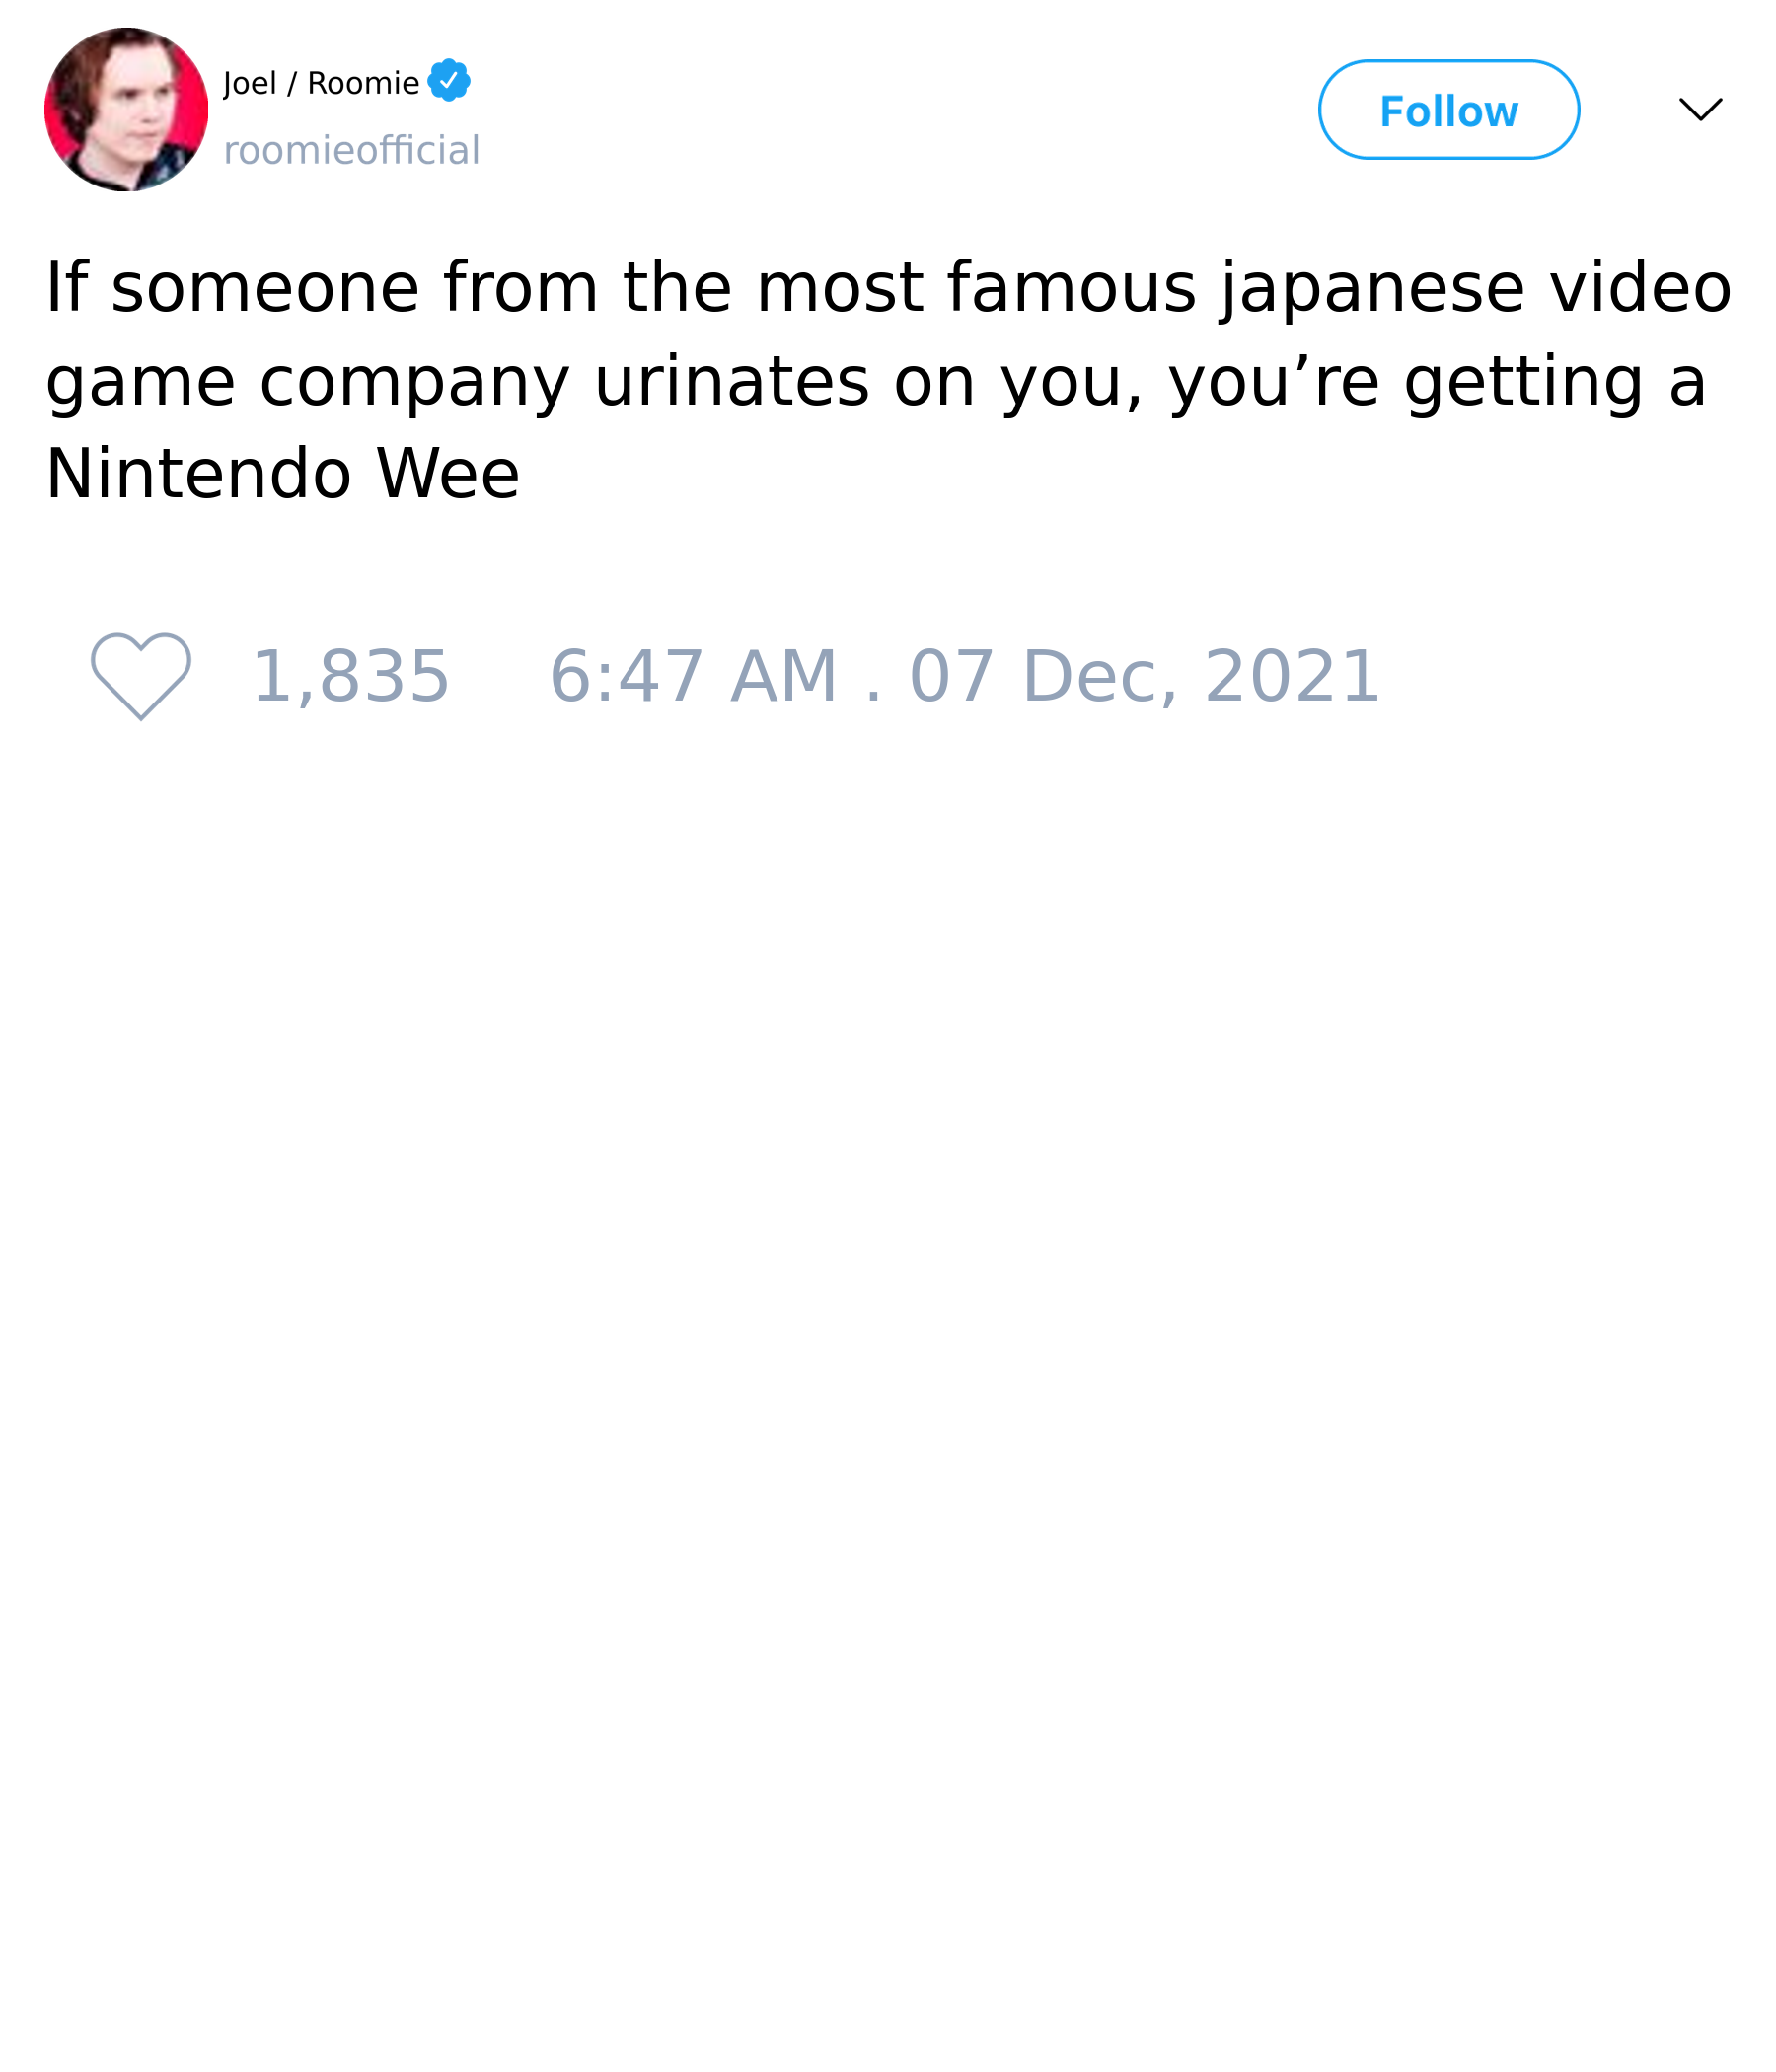 Joel / Roomie
roomieofficial
Follow
If someone from the most famous japanese video
game company urinates on you, you’re getting a
Nintendo Wee
1,835 6:47 AM . 07 Dec, 2021